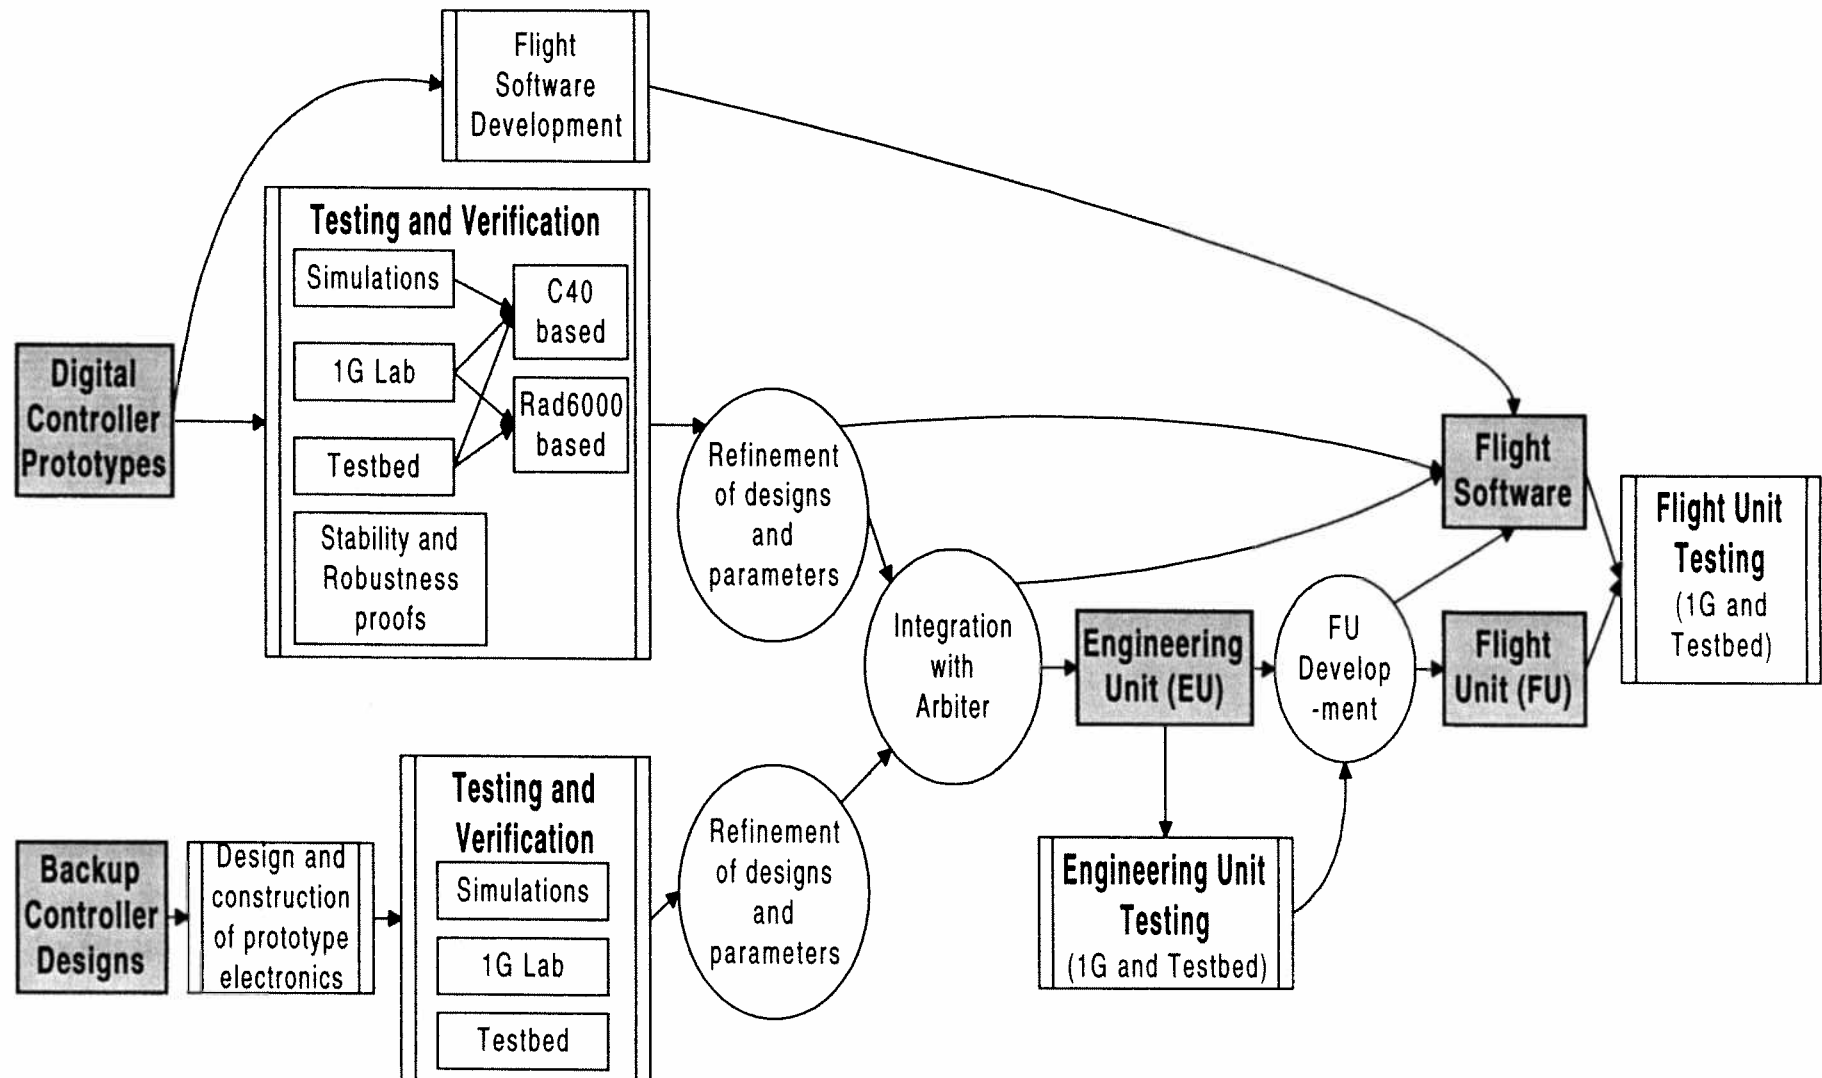 Flight
Software
Development
Testing and Verification
Simulations
C40
based
1G Lab
Rad6000
based
Testbed
Stability and
Robustness
proofs
Digital
Controller
Prototypes
Refinement
of designs
and
parameters
Flight
Software
Flight Unit
Testing
(1G and
Testbed)
Integration
with
Arbiter
Engineering
Unit (EU)
FU
Develop
-ment
Flight
Unit (FU)
Backup
Controller
Designs
Design and
construction
of prototype
electronics
Testing and
Verification
Simulations
1G Lab
Testbed
Refinement
of designs
and
parameters
Engineering Unit
Testing
(1G and Testbed)